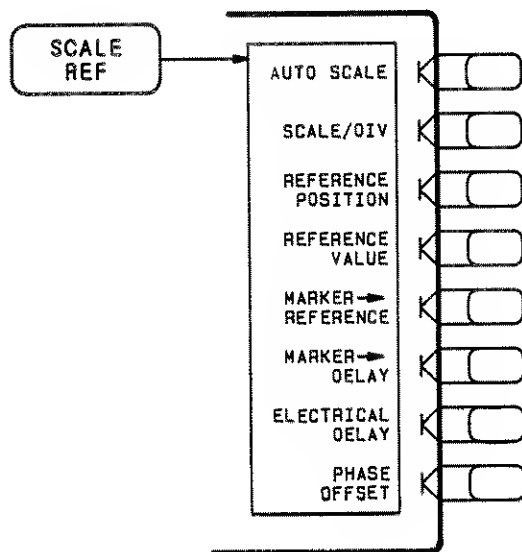 SCALE
REF
AUTO SCALE
SCALE/DIV
REFERENCE
POSITION
REFERENCE
VALUE
MARKER→
REFERENCE
MARKER→
DELAY
ELECTRICAL
DELAY
PHASE
OFFSET